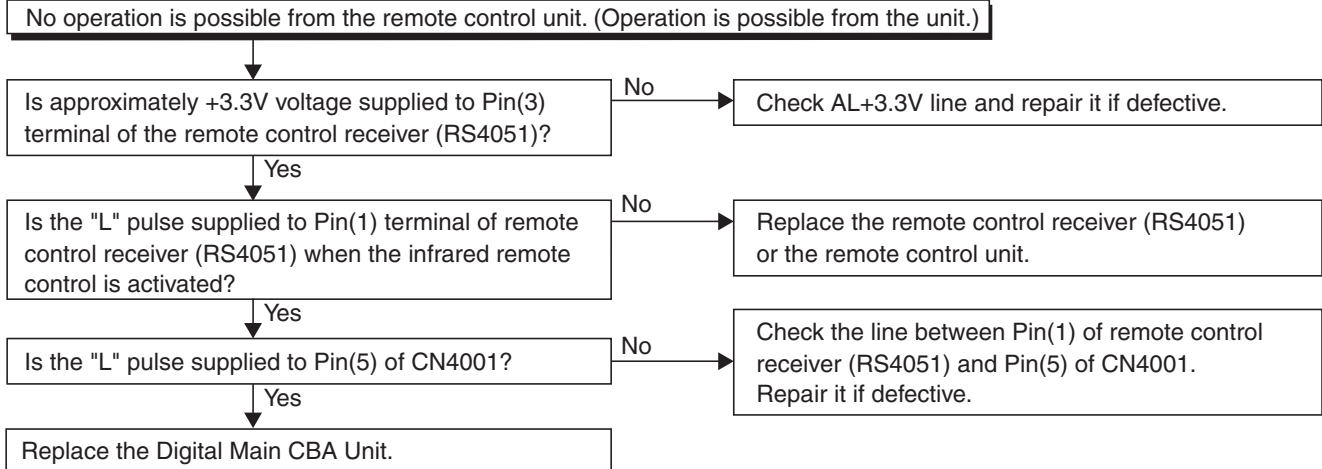 No operation is possible from the remote control unit. (Operation is possible from the unit.)
Is approximately +3.3V voltage supplied to Pin(3)
terminal of the remote control receiver (RS4051)?
No
Check AL+3.3V line and repair it if defective.
Yes
Is the "L" pulse supplied to Pin(1) terminal of remote
control receiver (RS4051) when the infrared remote
control is activated?
No
Replace the remote control receiver (RS4051)
or the remote control unit.
Yes
Is the "L" pulse supplied to Pin(5) of CN4001?
No
Check the line between Pin(1) of remote control
receiver (RS4051) and Pin(5) of CN4001.
Repair it if defective.
Yes
Replace the Digital Main CBA Unit.